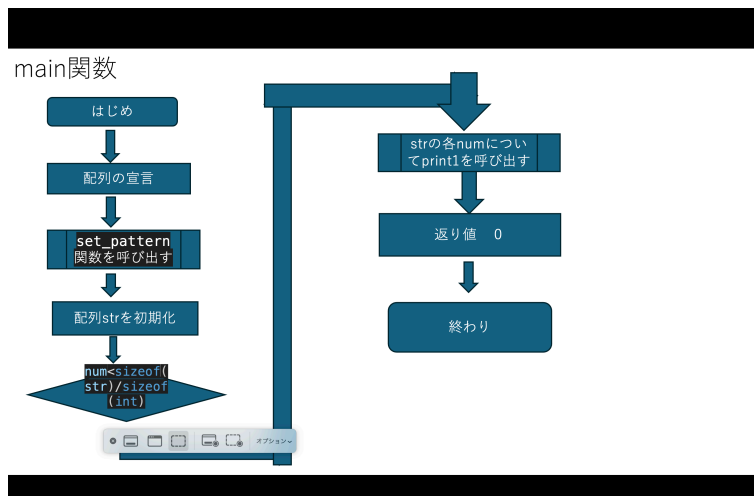 main関数
はじめ
配列の宣言
set_pattern
関数を呼び出す
配列strを初期化
num<sizeof(
str)/sizeof
(int)
オプション
strの各numについ
てprint1を呼び出す
返り値　0
終わり